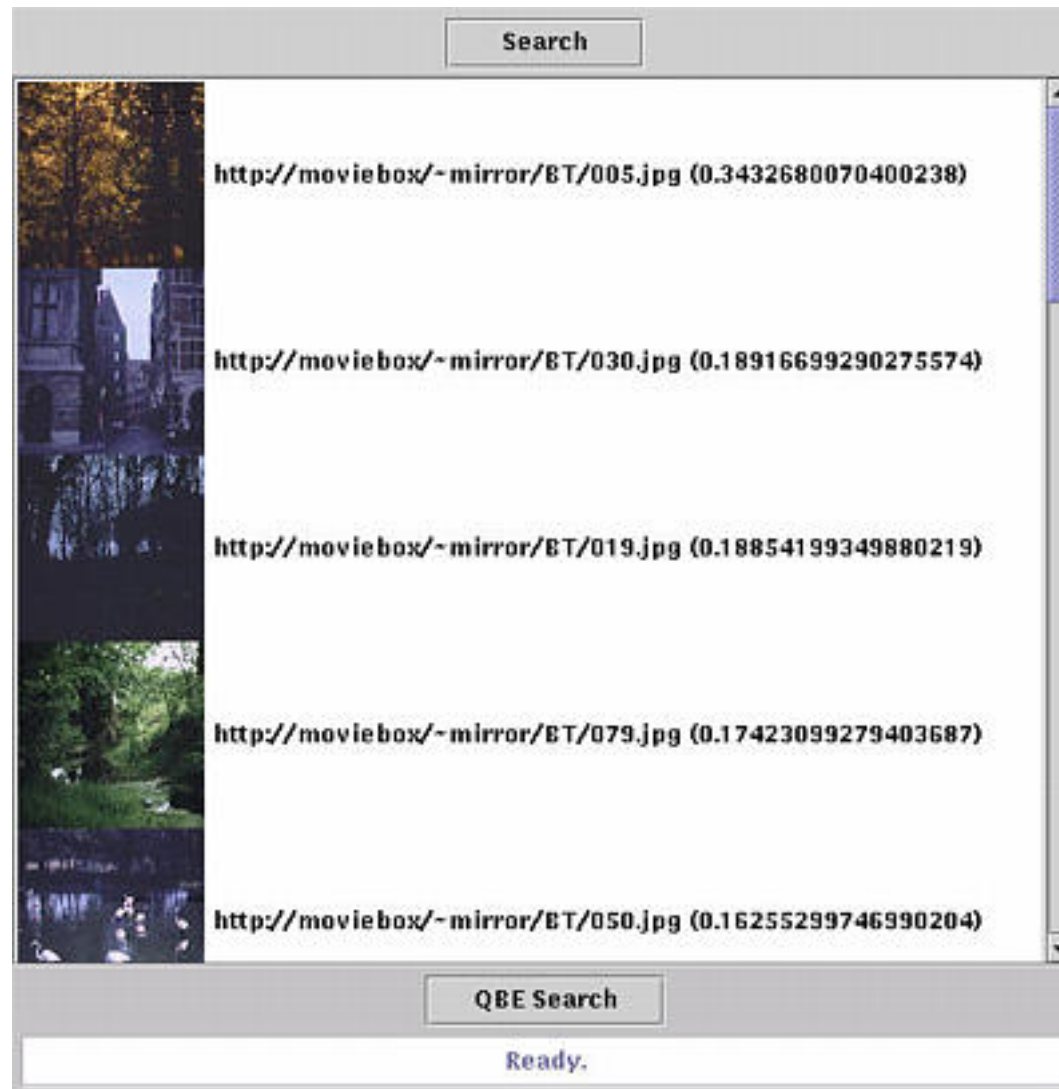 Search
http://moviebox/~mirror/BT/005.jpg (0.3432680070400238)
http://moviebox/~mirror/BT/030.jpg (0.18916699290275574)
http://moviebox/~mirror/BT/019.jpg (0.18854199349880219)
http://moviebox/~mirror/BT/079.jpg (0.17423099279403687)
http://moviebox/~mirror/BT/050.jpg (0.16255299746990204)
QBE Search
Ready.